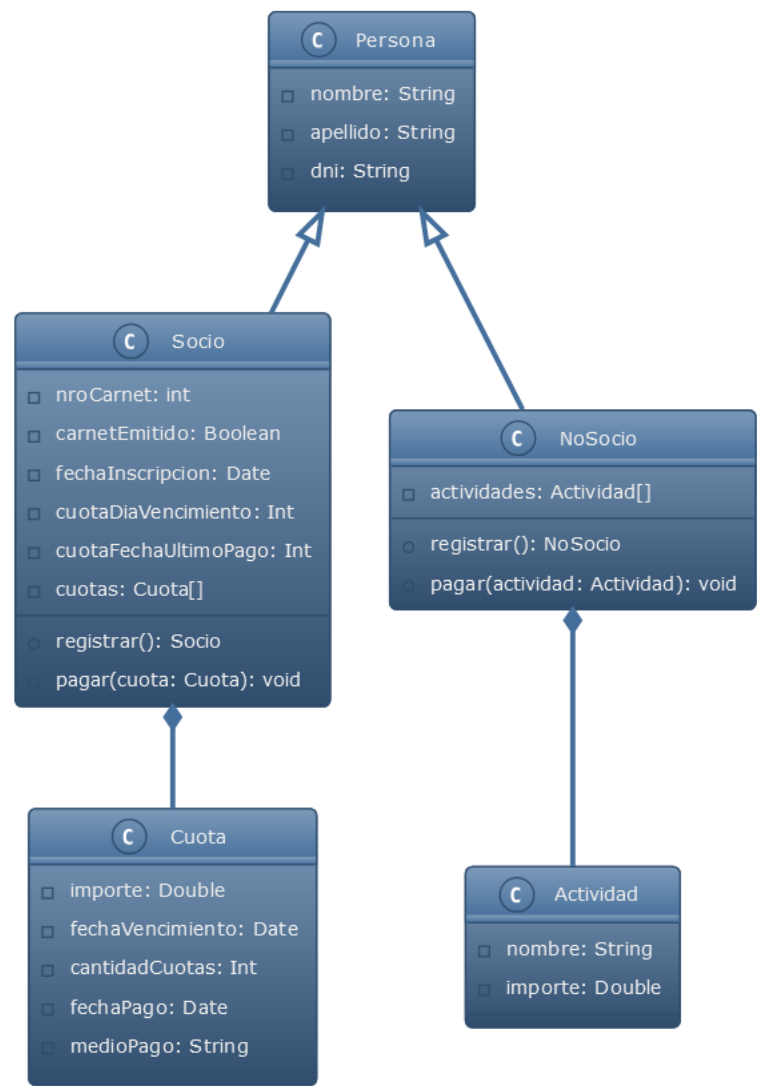 C Persona
nombre: String
apellido: String
dni: String
C Socio
nroCarnet: int
carnetEmitido: Boolean
fechaInscripcion: Date
cuotaDiaVencimiento: Int
cuotaFechaUltimoPago: Int
cuotas: Cuota[]
registrar(): Socio
pagar(cuota: Cuota): void
C NoSocio
actividades: Actividad[]
registrar(): NoSocio
pagar(actividad: Actividad): void
C Cuota
importe: Double
fechaVencimiento: Date
cantidadCuotas: Int
fechaPago: Date
medioPago: String
C Actividad
nombre: String
importe: Double